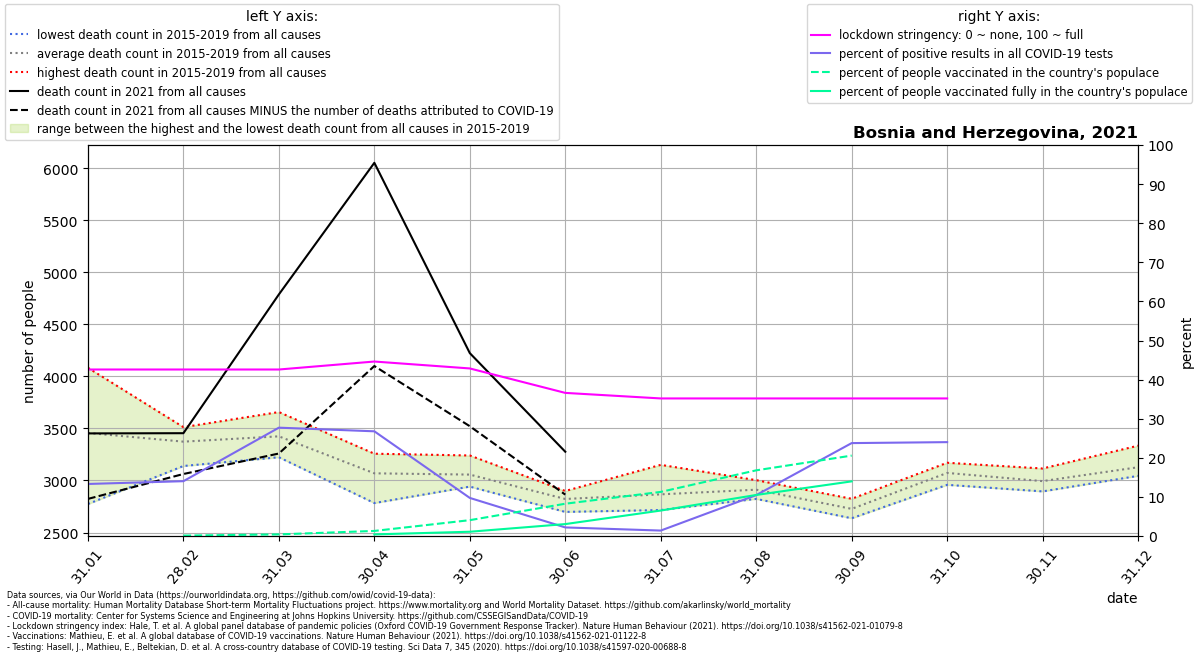 left Y axis:
lowest death count in 2015-2019 from all causes
average death count in 2015-2019 from all causes
highest death count in 2015-2019 from all causes
death count in 2021 from all causes
death count in 2021 from all causes MINUS the number of deaths attributed to COVID-19
range between the highest and the lowest death count from all causes in 2015-2019
right Y axis:
lockdown stringency: 0 ~ none, 100 ~ full
percent of positive results in all COVID-19 tests
percent of people vaccinated in the country's populace
percent of people vaccinated fully in the country's populace
Bosnia and Herzegovina, 2021
number of people
6000
5500
5000
4500
4000
3500
3000
2500
100
90
80
70
60
50
40
30
20
10
0
percent
31.01
28.02
31.03
30.04
31.05
30.06
31.07
31.08
30.09
31.10
30.11
31.12
date
Data sources, via Our World in Data (https://ourworldindata.org, https://github.com/owid/covid-19-data):
- All-cause mortality: Human Mortality Database Short-term Mortality Fluctuations project. https://www.mortality.org and World Mortality Dataset. https://github.com/akarlinsky/world_mortality
- COVID-19 mortality: Center for Systems Science and Engineering at Johns Hopkins University. https://github.com/CSSEGISandData/COVID-19
- Lockdown stringency index: Hale, T. et al. A global panel database of pandemic policies (Oxford COVID-19 Government Response Tracker). Nature Human Behaviour (2021). https://doi.org/10.1038/s41562-021-01079-8
- Vaccinations: Mathieu, E. et al. A global database of COVID-19 vaccinations. Nature Human Behaviour (2021). https://doi.org/10.1038/s41562-021-01122-8
- Testing: Hasell, J., Mathieu, E., Beltekian, D. et al. A cross-country database of COVID-19 testing. Sci Data 7, 345 (2020). https://doi.org/10.1038/s41597-020-00688-8